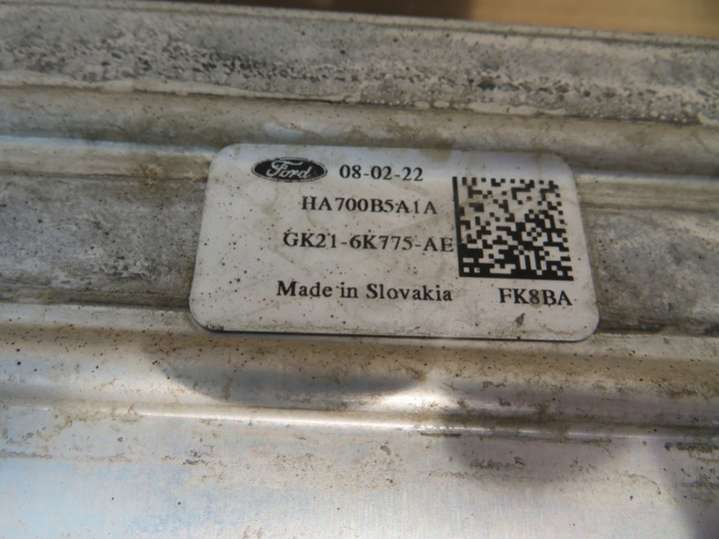 Ford 08-02-22
HA700B5A1A
GK21-6K775-AE
Made in Slovakia FK8BA